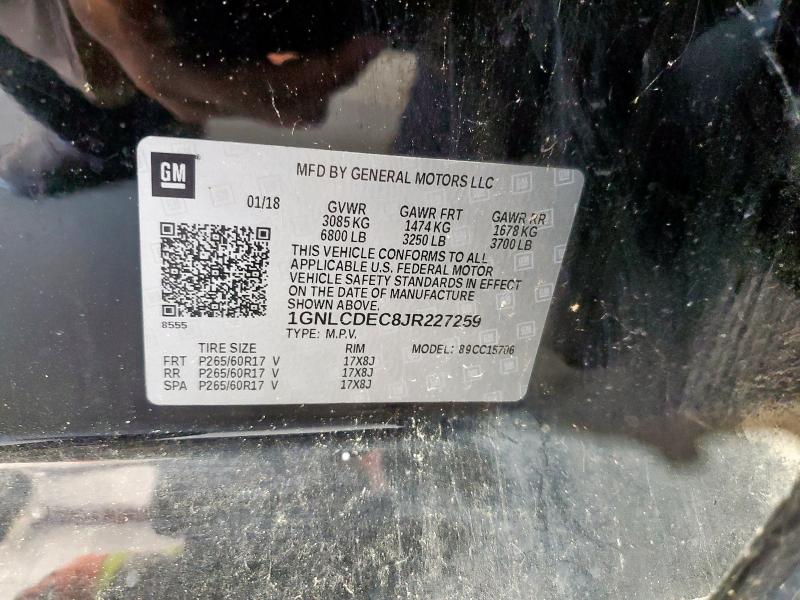 GM
MFD BY GENERAL MOTORS LLC
01/18
GVWR GAWR FRT GAWR RR
3085 KG 1474 KG 1678 KG
6800 LB 3250 LB 3700 LB
THIS VEHICLE CONFORMS TO ALL
APPLICABLE U.S. FEDERAL MOTOR
VEHICLE SAFETY STANDARDS IN EFFECT
ON THE DATE OF MANUFACTURE
SHOWN ABOVE.
8555
1GNLCDEC8JR227259
TYPE: M.P.V.
TIRE SIZE RIM MODEL: 89CC15706
FRT P265/60R17 V 17X8J
RR P265/60R17 V 17X8J
SPA P265/60R17 V 17X8J